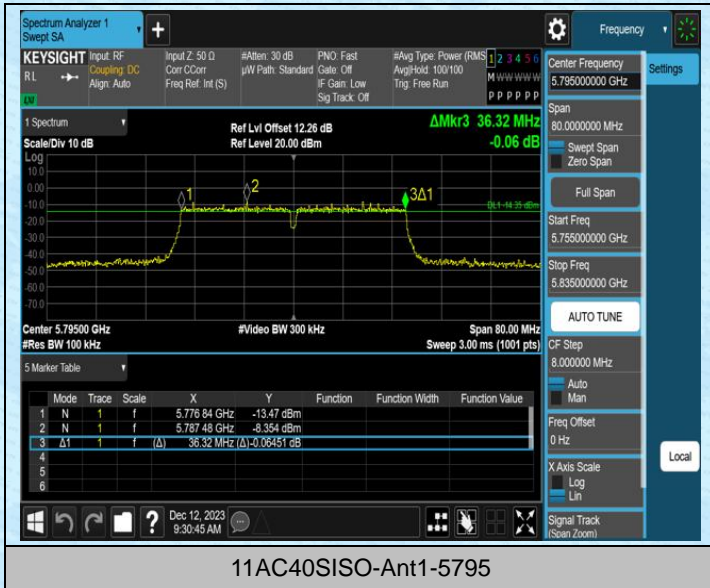 Spectrum Analyzer 1
Swept SA
Frequency
KEYSIGHT
RL
Input: RF
Coupling: DC
Align: Auto
Input Z: 50 Ω
Corr CCorr
Freq Ref: Int (S)
#Atten: 30 dB
µW Path: Standard
PNO: Fast
Gate: Off
IF Gain: Low
Sig Track: Off
#Avg Type: Power (RMS
Avg|Hold: 100/100
Trig: Free Run
1 2 3 4 5 6
M W W W W W
P P P P P P
Center Frequency
5.795000000 GHz
Settings
Span
80.0000000 MHz
Swept Span
Zero Span
Full Span
Start Freq
5.755000000 GHz
Stop Freq
5.835000000 GHz
AUTO TUNE
CF Step
8.000000 MHz
Auto
Man
Freq Offset
0 Hz
X Axis Scale
Log
Lin
Signal Track
(Span Zoom)
Local
1 Spectrum
Scale/Div 10 dB
Ref Lvl Offset 12.26 dB
Ref Level 20.00 dBm
ΔMkr3 36.32 MHz
-0.06 dB
Log
10.0
0.00
-10.0
-20.0
-30.0
-40.0
-50.0
-60.0
-70.0
1
2
3Δ1
DL1 -14.35 dBm
Center 5.79500 GHz
#Video BW 300 kHz
Span 80.00 MHz
#Res BW 100 kHz
Sweep 3.00 ms (1001 pts)
5 Marker Table
Mode Trace Scale X Y Function Function Width Function Value
1 N 1 f 5.776 84 GHz -13.47 dBm
2 N 1 f 5.787 48 GHz -8.354 dBm
3 Δ1 1 f (Δ) 36.32 MHz (Δ) -0.06451 dB
4
5
6
?
Dec 12, 2023
9:30:45 AM
11AC40SISO-Ant1-5795